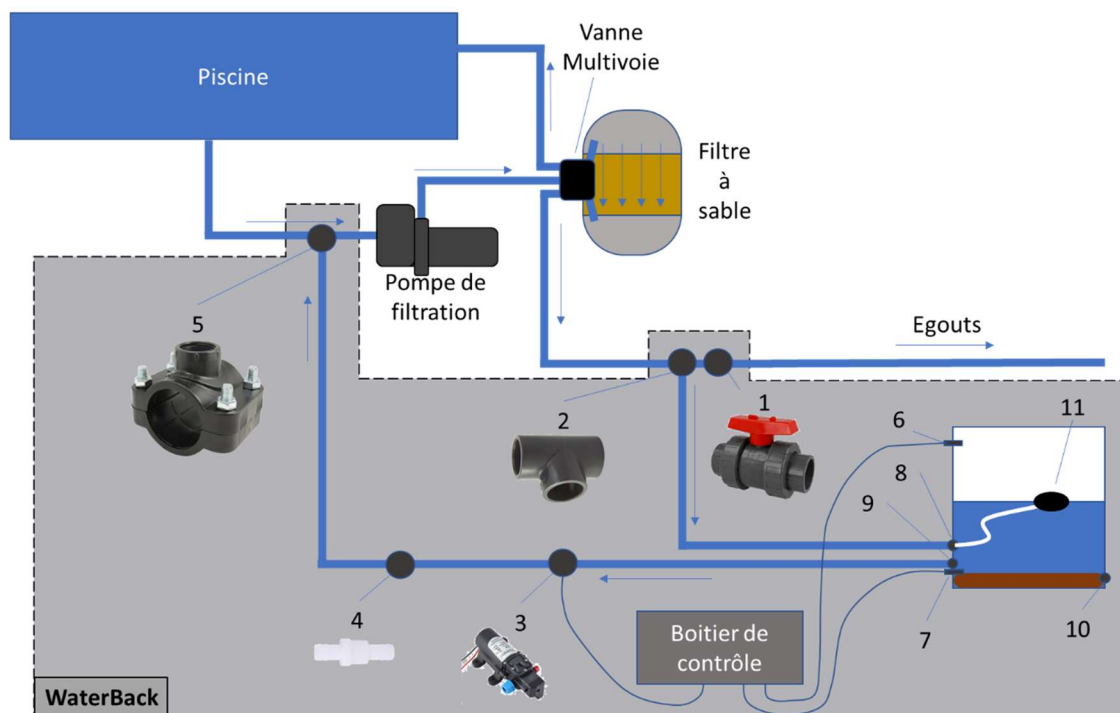 Vanne
Multivoie
Piscine
Filtre
à
sable
Pompe de
filtration
5
Egouts
2
1
6
11
8
9
4
3
7
10
Boitier de
contrôle
WaterBack